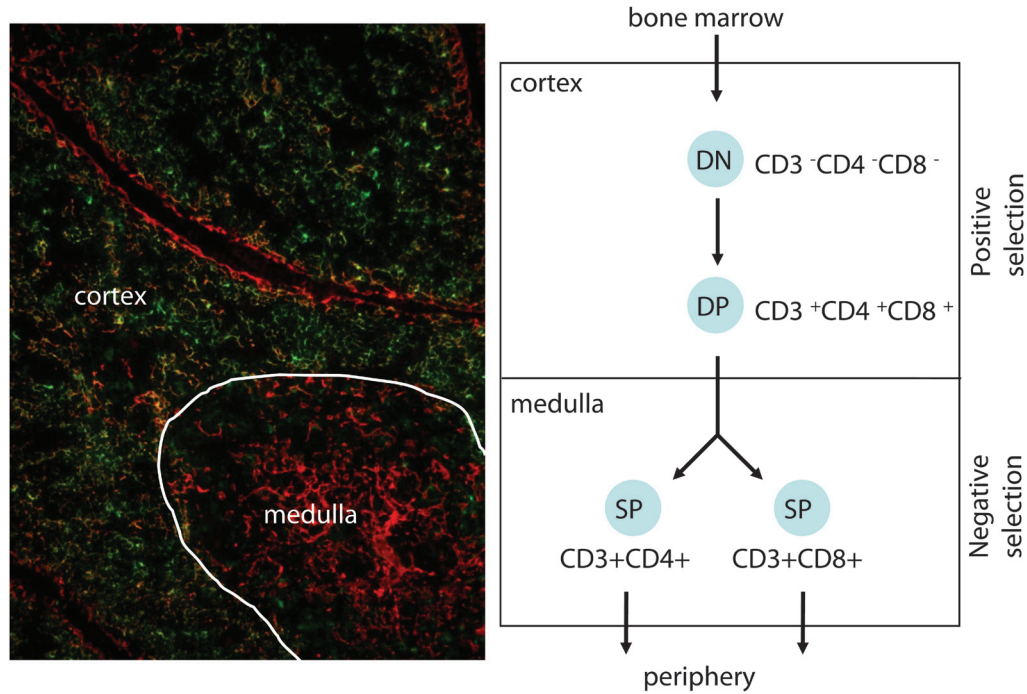 cortex
medulla
bone marrow
cortex
DN CD3 -CD4 -CD8 -
DP CD3 +CD4 +CD8 +
Positive
selection
medulla
SP SP
CD3+CD4+ CD3+CD8+
Negative
selection
periphery